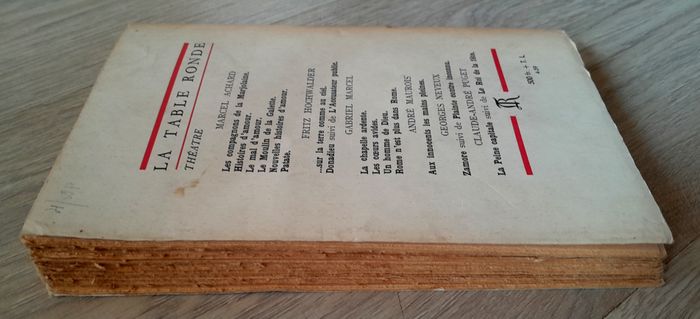 LA TABLE RONDE
THÉATRE
MARCEL ACHARD
Les compagnons de la Marjolaine.
Histoires d'amour.
Le mal d'amour.
Le Moulin de la Galette.
Nouvelles histoires d'amour.
Patate.
FRITZ HOCHWALDER
...sur la terre comme au ciel.
Donadieu suivi de L'Accusateur public.
GABRIEL MARCEL
La chapelle ardente.
Les cœurs avides.
Un homme de Dieu.
Rome n'est plus dans Rome.
ANDRÉ MAUROIS
Aux innocents les mains pleines.
GEORGES NEVEUX
Zamore suivi de Plainte contre inconnu.
CLAUDE-ANDRÉ PUGET
La Peine capitale suivi de Le Roi de la fête.